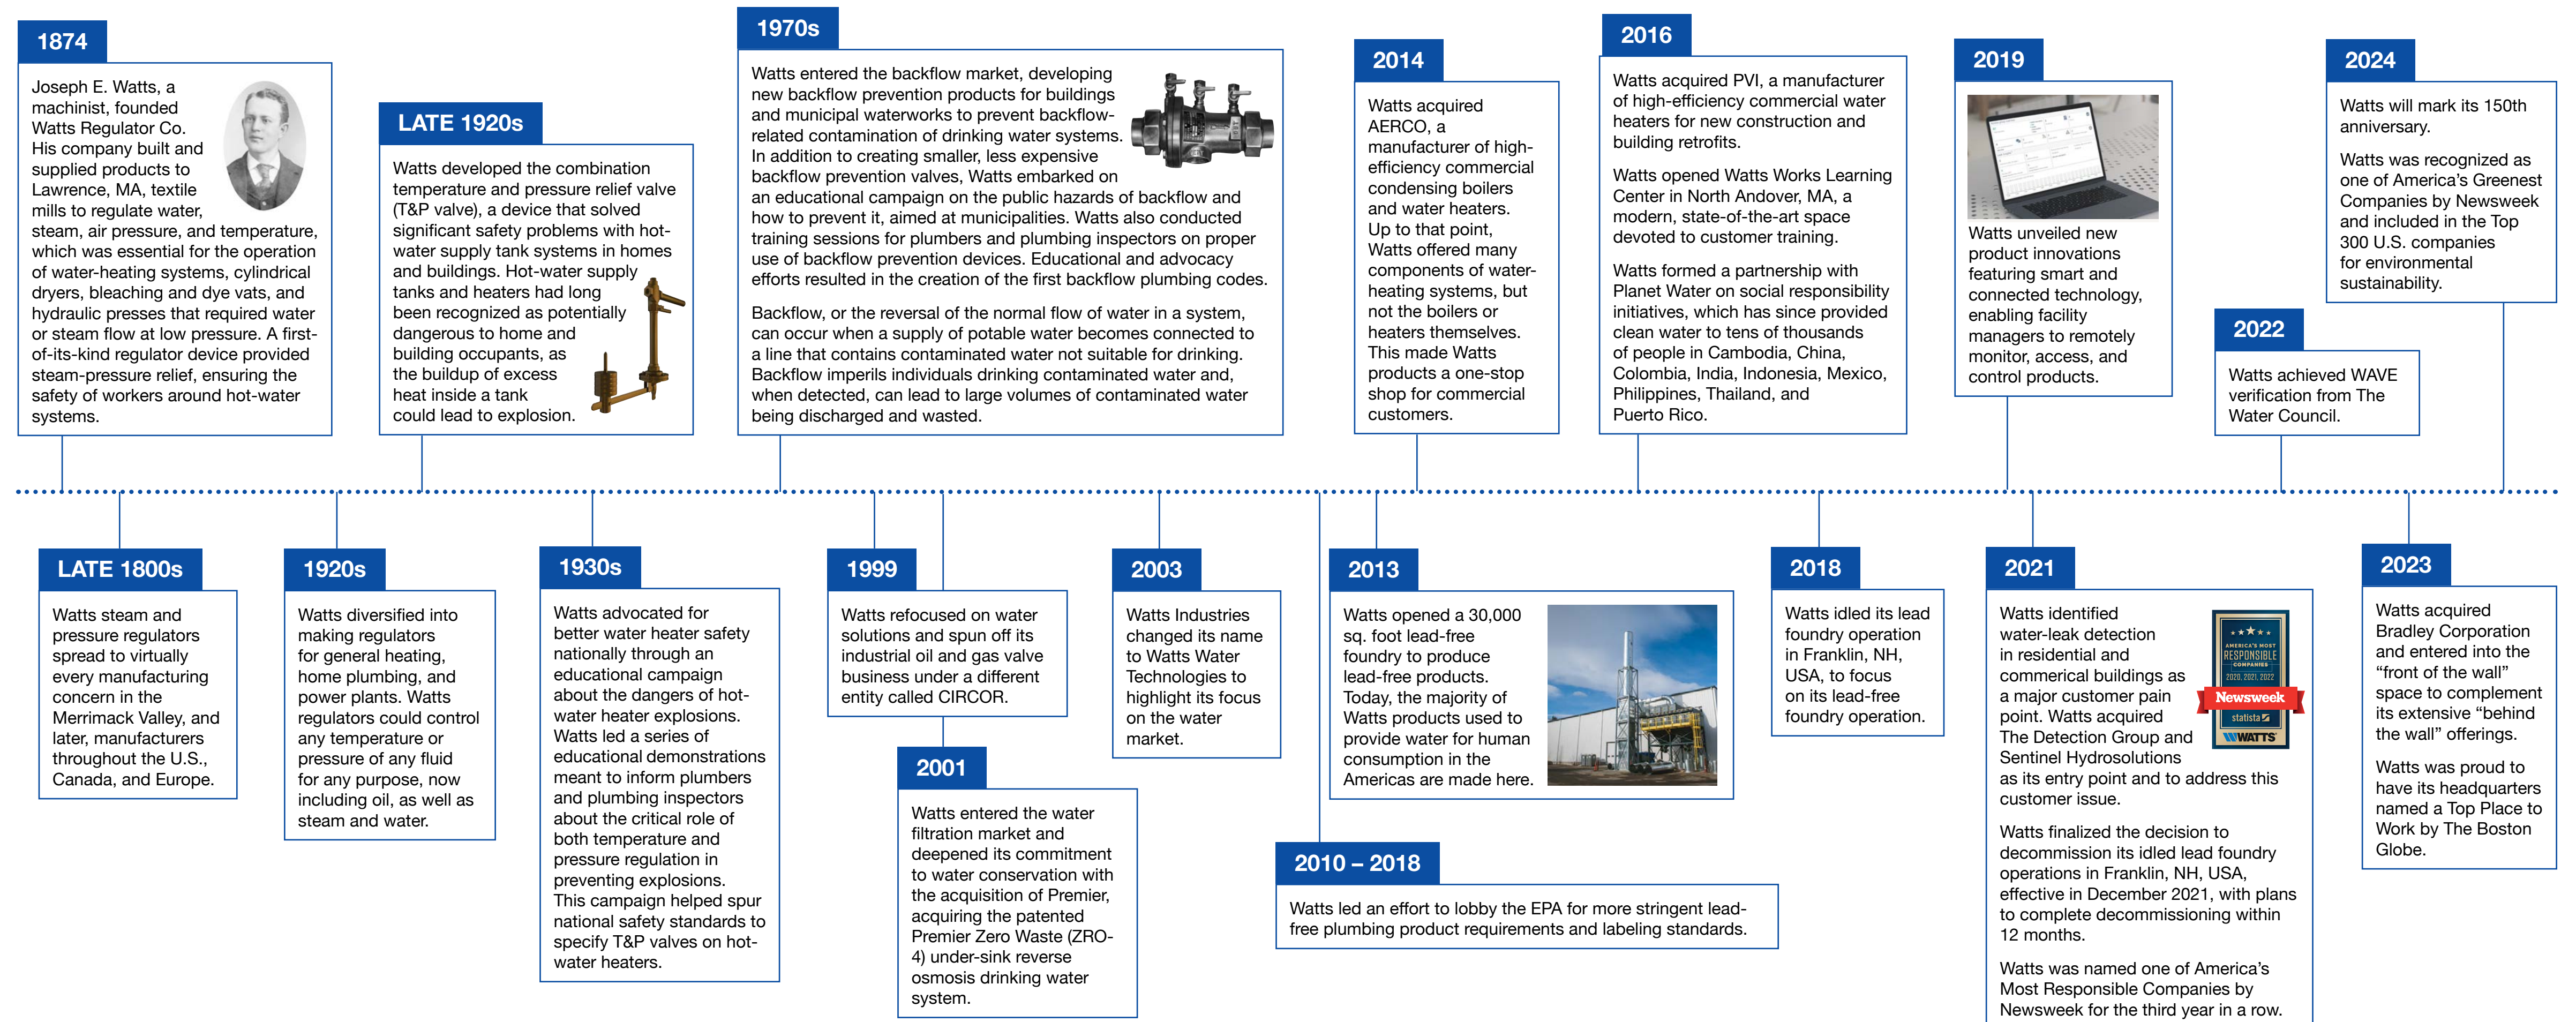 1874
Joseph E. Watts, a
machinist, founded
Watts Regulator Co.
His company built and
supplied products to
Lawrence, MA, textile
mills to regulate water,
steam, air pressure, and temperature,
which was essential for the operation
of water-heating systems, cylindrical
dryers, bleaching and dye vats, and
hydraulic presses that required water
or steam flow at low pressure. A first-
of-its-kind regulator device provided
steam-pressure relief, ensuring the
safety of workers around hot-water
systems.
LATE 1800s
Watts steam and
pressure regulators
spread to virtually
every manufacturing
concern in the
Merrimack Valley, and
later, manufacturers
throughout the U.S.,
Canada, and Europe.
1920s
Watts diversified into
making regulators
for general heating,
home plumbing, and
power plants. Watts
regulators could control
any temperature or
pressure of any fluid
for any purpose, now
including oil, as well as
steam and water.
LATE 1920s
Watts developed the combination
temperature and pressure relief valve
(T&P valve), a device that solved
significant safety problems with hot-
water supply tank systems in homes
and buildings. Hot-water supply
tanks and heaters had long
been recognized as potentially
dangerous to home and
building occupants, as
the buildup of excess
heat inside a tank
could lead to explosion.
1930s
Watts advocated for
better water heater safety
nationally through an
educational campaign
about the dangers of hot-
water heater explosions.
Watts led a series of
educational demonstrations
meant to inform plumbers
and plumbing inspectors
about the critical role of
both temperature and
pressure regulation in
preventing explosions.
This campaign helped spur
national safety standards to
specify T&P valves on hot-
water heaters.
1970s
Watts entered the backflow market, developing
new backflow prevention products for buildings
and municipal waterworks to prevent backflow-
related contamination of drinking water systems.
In addition to creating smaller, less expensive
backflow prevention valves, Watts embarked on
an educational campaign on the public hazards of backflow and
how to prevent it, aimed at municipalities. Watts also conducted
training sessions for plumbers and plumbing inspectors on proper
use of backflow prevention devices. Educational and advocacy
efforts resulted in the creation of the first backflow plumbing codes.
Backflow, or the reversal of the normal flow of water in a system,
can occur when a supply of potable water becomes connected to
a line that contains contaminated water not suitable for drinking.
Backflow imperils individuals drinking contaminated water and,
when detected, can lead to large volumes of contaminated water
being discharged and wasted.
1999
Watts refocused on water
solutions and spun off its
industrial oil and gas valve
business under a different
entity called CIRCOR.
2001
Watts entered the water
filtration market and
deepened its commitment
to water conservation with
the acquisition of Premier,
acquiring the patented
Premier Zero Waste (ZRO-
4) under-sink reverse
osmosis drinking water
system.
2003
Watts Industries
changed its name
to Watts Water
Technologies to
highlight its focus
on the water
market.
2010 – 2018
Watts led an effort to lobby the EPA for more stringent lead-
free plumbing product requirements and labeling standards.
2013
Watts opened a 30,000
sq. foot lead-free
foundry to produce
lead-free products.
Today, the majority of
Watts products used to
provide water for human
consumption in the
Americas are made here.
2014
Watts acquired
AERCO, a
manufacturer of high-
efficiency commercial
condensing boilers
and water heaters.
Up to that point,
Watts offered many
components of water-
heating systems, but
not the boilers or
heaters themselves.
This made Watts
products a one-stop
shop for commercial
customers.
2016
Watts acquired PVI, a manufacturer
of high-efficiency commercial water
heaters for new construction and
building retrofits.
Watts opened Watts Works Learning
Center in North Andover, MA, a
modern, state-of-the-art space
devoted to customer training.
Watts formed a partnership with
Planet Water on social responsibility
initiatives, which has since provided
clean water to tens of thousands
of people in Cambodia, China,
Colombia, India, Indonesia, Mexico,
Philippines, Thailand, and
Puerto Rico.
2018
Watts idled its lead
foundry operation
in Franklin, NH,
USA, to focus
on its lead-free
foundry operation.
2019
Watts unveiled new
product innovations
featuring smart and
connected technology,
enabling facility
managers to remotely
monitor, access, and
control products.
2021
Watts identified
water-leak detection
in residential and
commerical buildings as
a major customer pain
point. Watts acquired
The Detection Group and
Sentinel Hydrosolutions
as its entry point and to address this
customer issue.
Watts finalized the decision to
decommission its idled lead foundry
operations in Franklin, NH, USA,
effective in December 2021, with plans
to complete decommissioning within
12 months.
Watts was named one of America’s
Most Responsible Companies by
Newsweek for the third year in a row.
AMERICA'S MOST
RESPONSIBLE
COMPANIES
2020, 2021, 2022
Newsweek
statista
WATTS
2022
Watts achieved WAVE
verification from The
Water Council.
2023
Watts acquired
Bradley Corporation
and entered into the
“front of the wall”
space to complement
its extensive “behind
the wall” offerings.
Watts was proud to
have its headquarters
named a Top Place to
Work by The Boston
Globe.
2024
Watts will mark its 150th
anniversary.
Watts was recognized as
one of America’s Greenest
Companies by Newsweek
and included in the Top
300 U.S. companies
for environmental
sustainability.